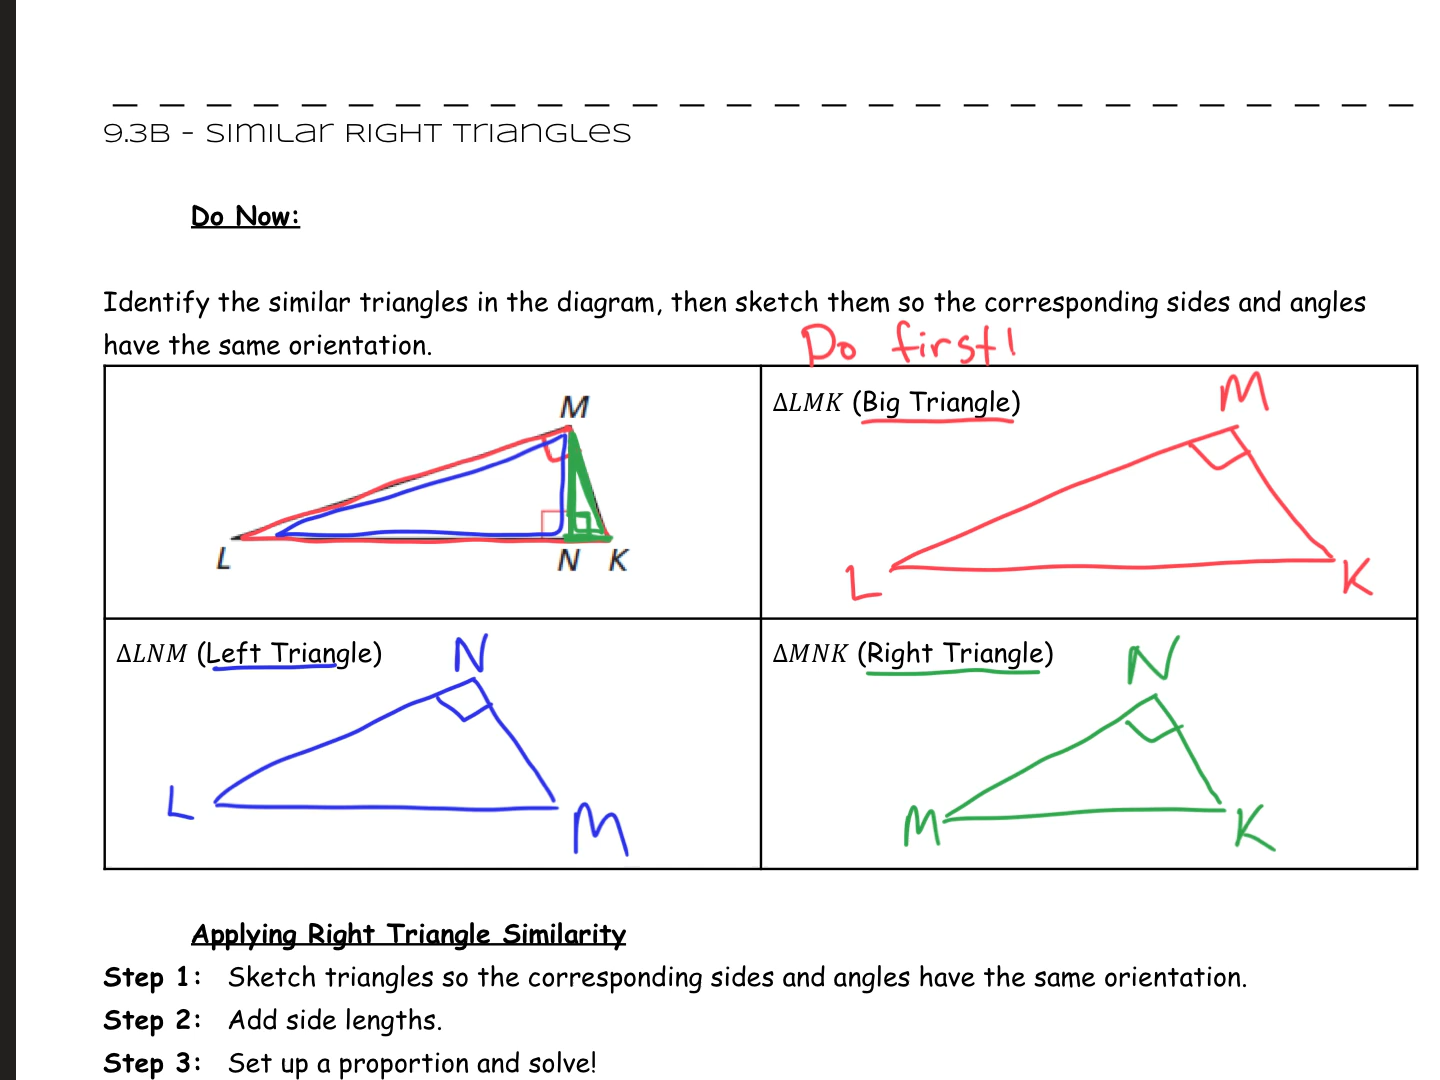 9.3B - Similar Right Triangles
Do Now:
Identify the similar triangles in the diagram, then sketch them so the corresponding sides and angles
have the same orientation.
Do first!
M
L
N K
ΔLMK (Big Triangle)
M
L
K
ΔLNM (Left Triangle)
N
L
M
ΔMNK (Right Triangle)
N
M
K
Applying Right Triangle Similarity
Step 1: Sketch triangles so the corresponding sides and angles have the same orientation.
Step 2: Add side lengths.
Step 3: Set up a proportion and solve!